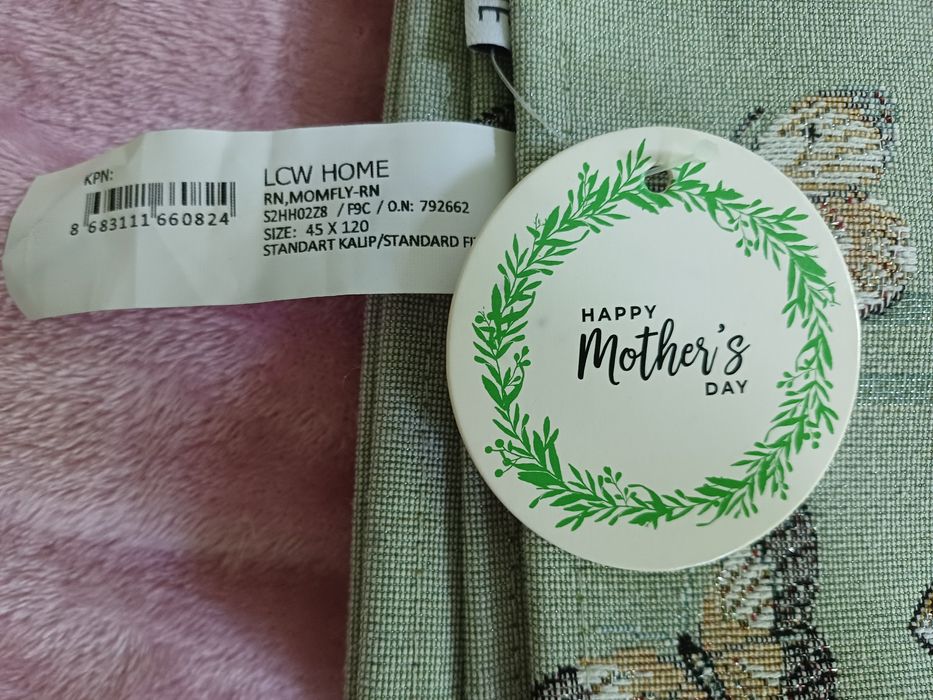 E
KPN:
8 683111 660824
LCW HOME
RN,MOMFLY-RN
S2HH02Z8 / F9C / O.N: 792662
SIZE: 45 X 120
STANDART KALIP/STANDARD FI
HAPPY
Mother's
DAY